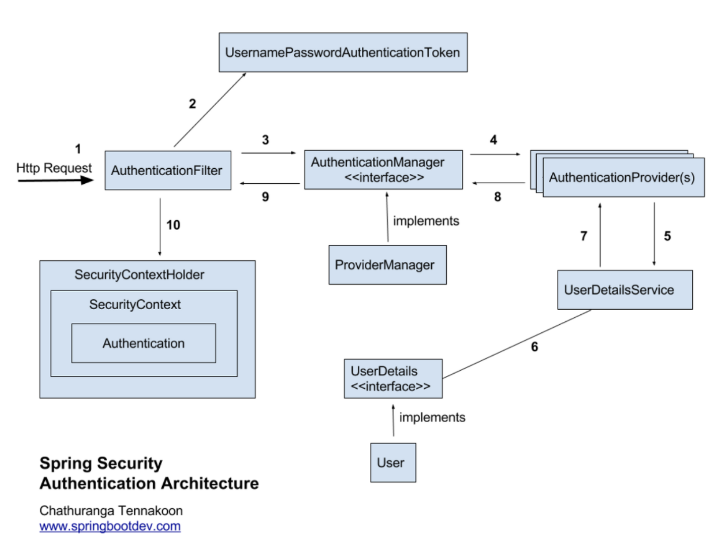 UsernamePasswordAuthenticationToken
2
1
3
4
Http Request
AuthenticationFilter
AuthenticationManager
<<interface>>
AuthenticationProvider(s)
9
8
10
implements
7
5
ProviderManager
SecurityContextHolder
SecurityContext
Authentication
UserDetailsService
6
UserDetails
<<interface>>
implements
User
Spring Security
Authentication Architecture
Chathuranga Tennakoon
www.springbootdev.com